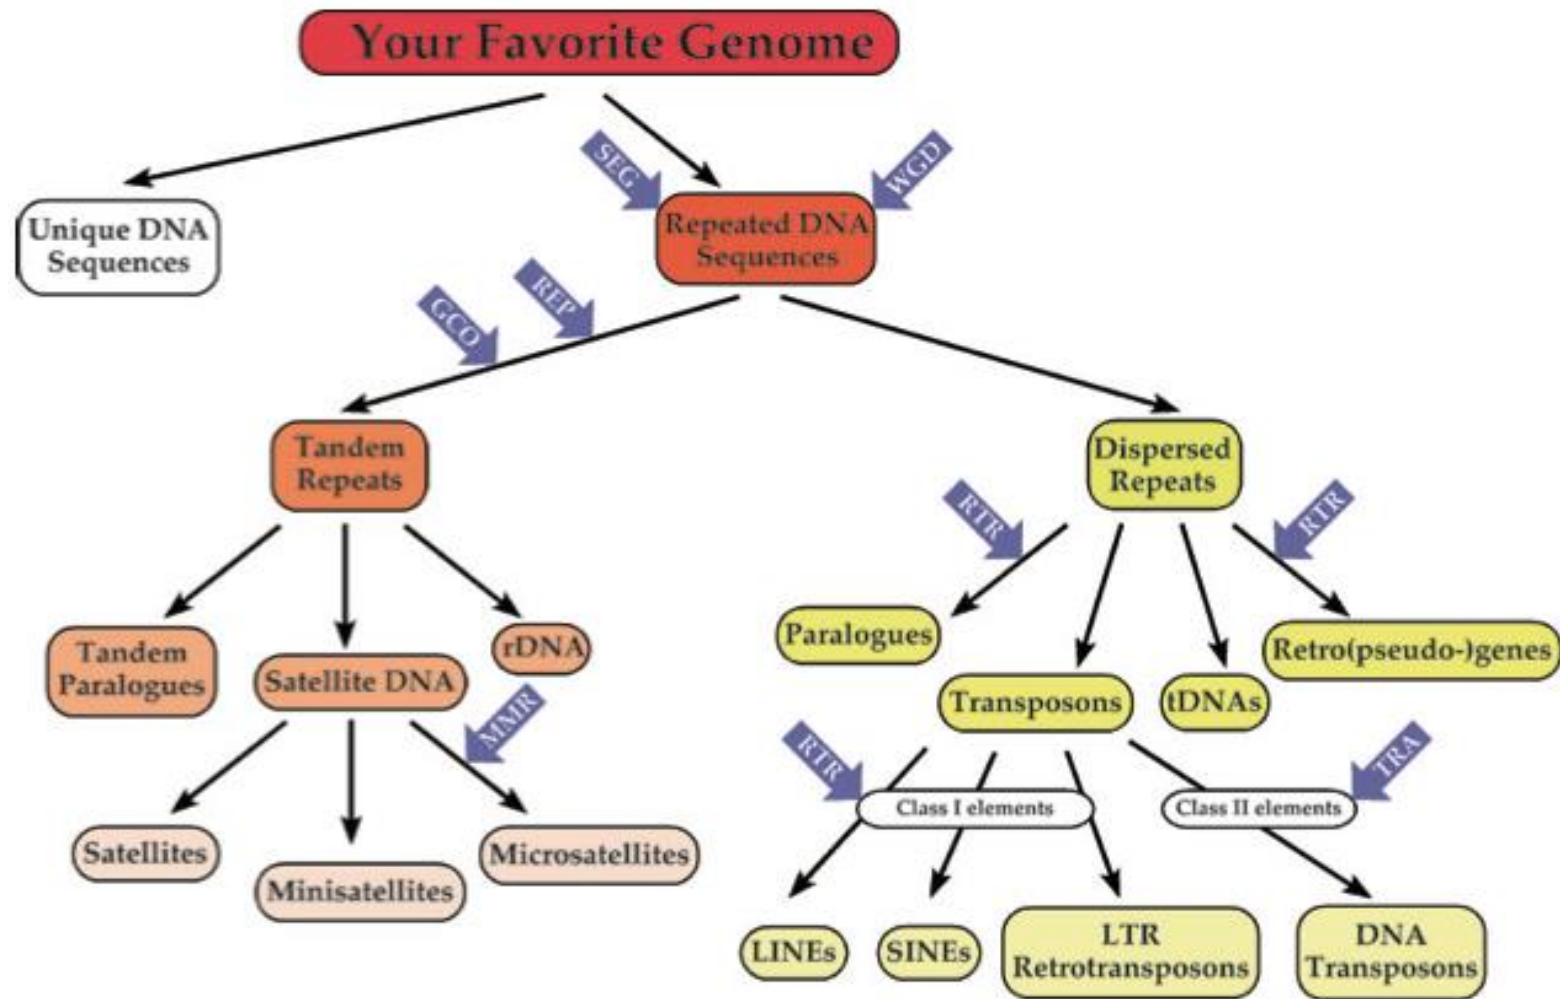 Your Favorite Genome
SEG
WGD
Unique DNA
Sequences
Repeated DNA
Sequences
GCO
REP
Tandem
Repeats
Dispersed
Repeats
RTR
RTR
Tandem
Paralogues
Satellite DNA
rDNA
Paralogues
Transposons
tDNAs
Retro(pseudo-)genes
MMR
RTR
TRA
Class I elements
Class II elements
Satellites
Minisatellites
Microsatellites
LINEs
SINEs
LTR
Retrotransposons
DNA
Transposons